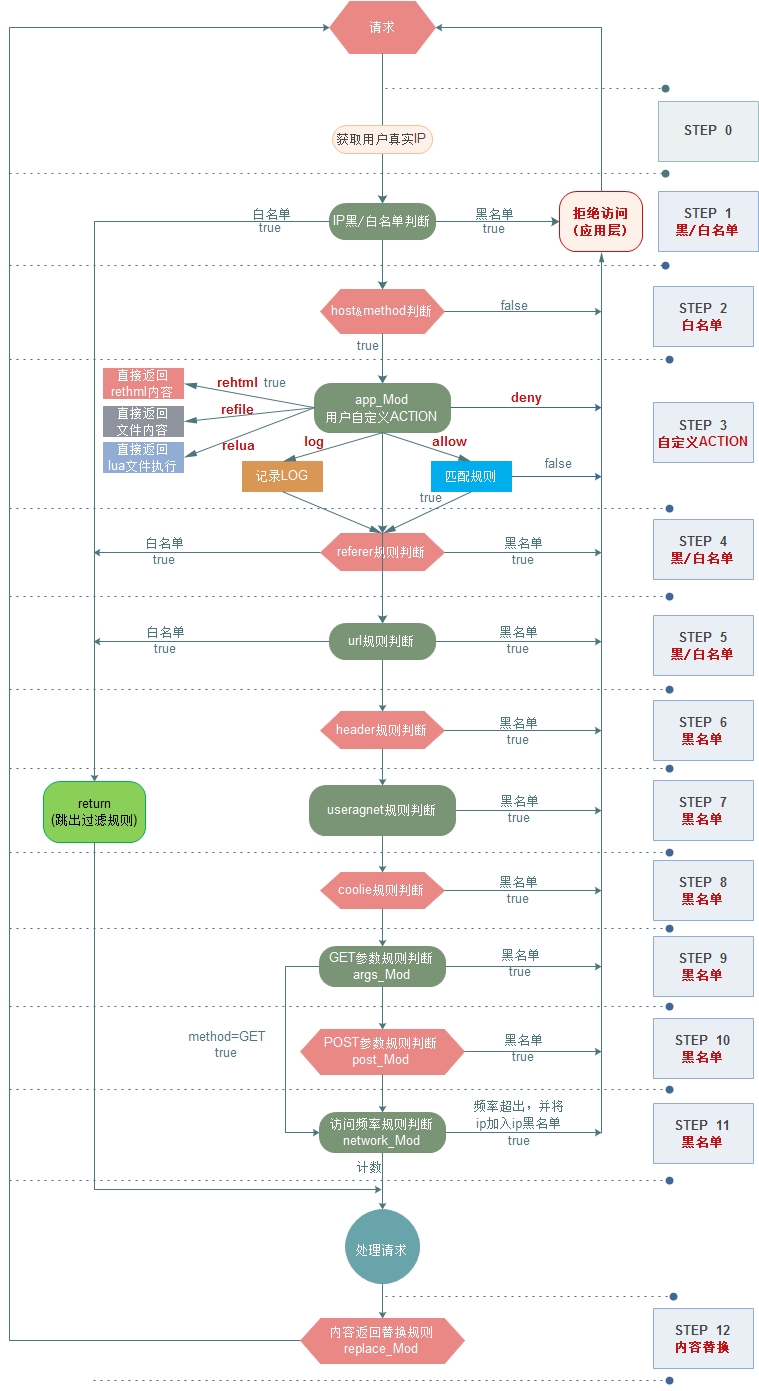 请求
获取用户真实IP
STEP 0
白名单
true
IP黑/白名单判断
黑名单
true
拒绝访问
(应用层)
STEP 1
黑/白名单
host&method判断
false
true
STEP 2
白名单
直接返回
rethml内容
rehtml
true
直接返回
文件内容
refile
直接返回
lua文件执行
relua
app_Mod
用户自定义ACTION
deny
log
allow
记录LOG
匹配规则
false
true
STEP 3
自定义ACTION
白名单
true
referer规则判断
黑名单
true
STEP 4
黑/白名单
白名单
true
url规则判断
黑名单
true
STEP 5
黑/白名单
header规则判断
黑名单
true
STEP 6
黑名单
return
(跳出过滤规则)
useragnet规则判断
黑名单
true
STEP 7
黑名单
coolie规则判断
黑名单
true
STEP 8
黑名单
GET参数规则判断
args_Mod
黑名单
true
STEP 9
黑名单
method=GET
true
POST参数规则判断
post_Mod
黑名单
true
STEP 10
黑名单
访问频率规则判断
network_Mod
频率超出，并将
ip加入ip黑名单
true
STEP 11
黑名单
计数
处理请求
内容返回替换规则
replace_Mod
STEP 12
内容替换